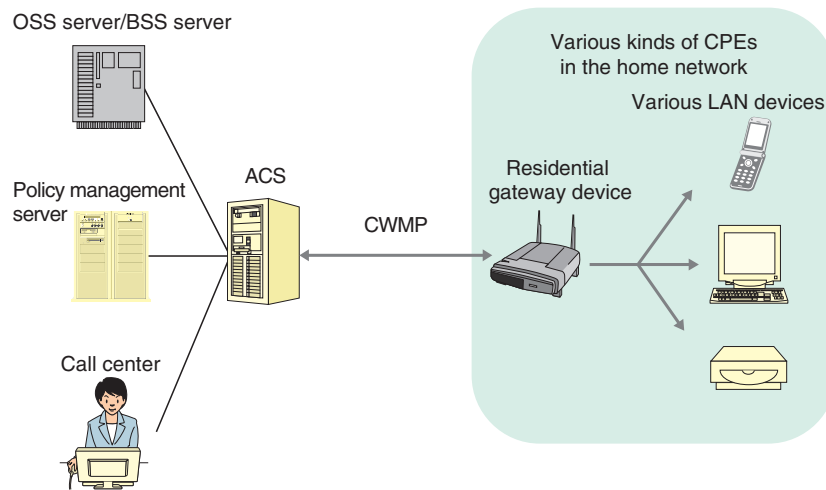 OSS server/BSS server
Various kinds of CPEs
in the home network
Various LAN devices
ACS
Residential
gateway device
Policy management
server
CWMP
Call center